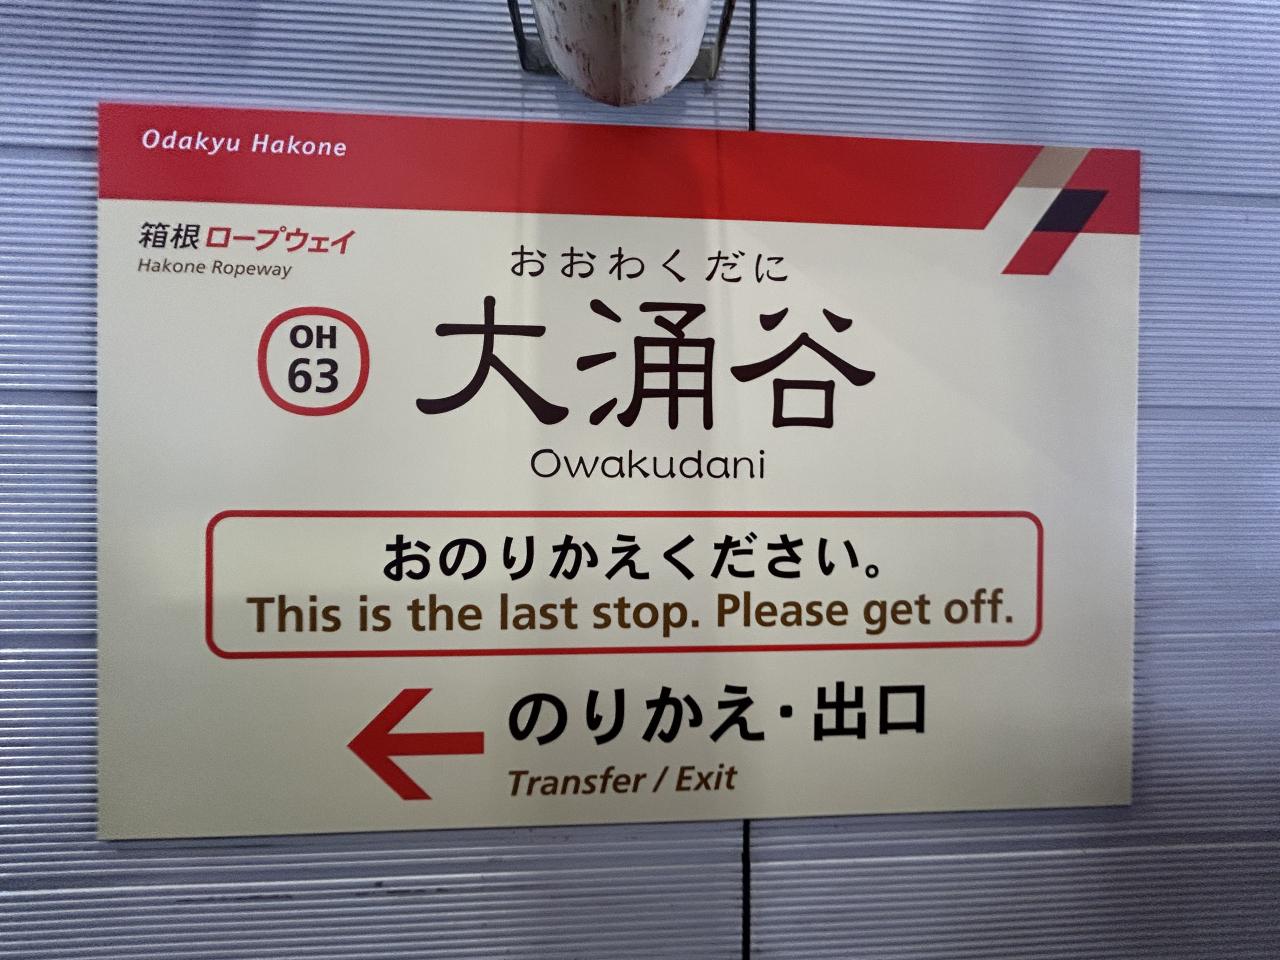 Odakyu Hakone
箱根ロープウェイ
Hakone Ropeway
おおわくだに
OH
63
大涌谷
Owakudani
おのりかえください。
This is the last stop. Please get off.
のりかえ・出口
Transfer / Exit